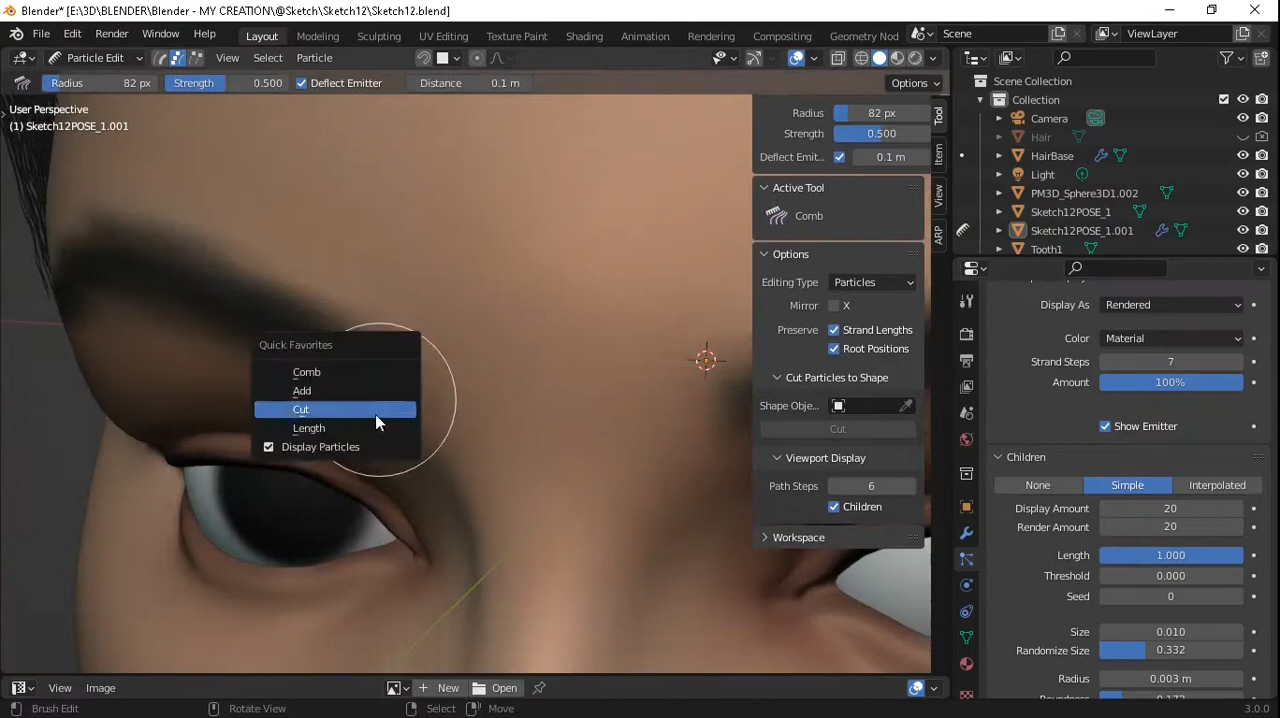 Blender* [E:\3D\BLENDER\Blender - MY CREATION\@Sketch\Sketch12\Sketch12.blend]
File Edit Render Window Help Layout Modeling Sculpting UV Editing Texture Paint Shading Animation Rendering Compositing Geometry Nod Scene ViewLayer
Particle Edit View Select Particle
Radius 82 px Strength 0.500 Deflect Emitter Distance 0.1 m Options
User Perspective
(1) Sketch12POSE_1.001
Radius 82 px
Strength 0.500
Deflect Emit... 0.1 m
Active Tool
Comb
Options
Editing Type Particles
Mirror X
Preserve Strand Lengths
Root Positions
Cut Particles to Shape
Shape Obje...
Cut
Viewport Display
Path Steps 6
Children
Workspace
Tool
Item
View
ARP
Quick Favorites
Comb
Add
Cut
Length
Display Particles
Scene Collection
Collection
Camera
Hair
HairBase
Light
PM3D_Sphere3D1.002
Sketch12POSE_1
Sketch12POSE_1.001
Tooth1
Display As Rendered
Color Material
Strand Steps 7
Amount 100%
Show Emitter
Children
None Simple Interpolated
Display Amount 20
Render Amount 20
Length 1.000
Threshold 0.000
Seed 0
Size 0.010
Randomize Size 0.332
Radius 0.003 m
View Image New Open
Brush Edit Rotate View Select Move 3.0.0